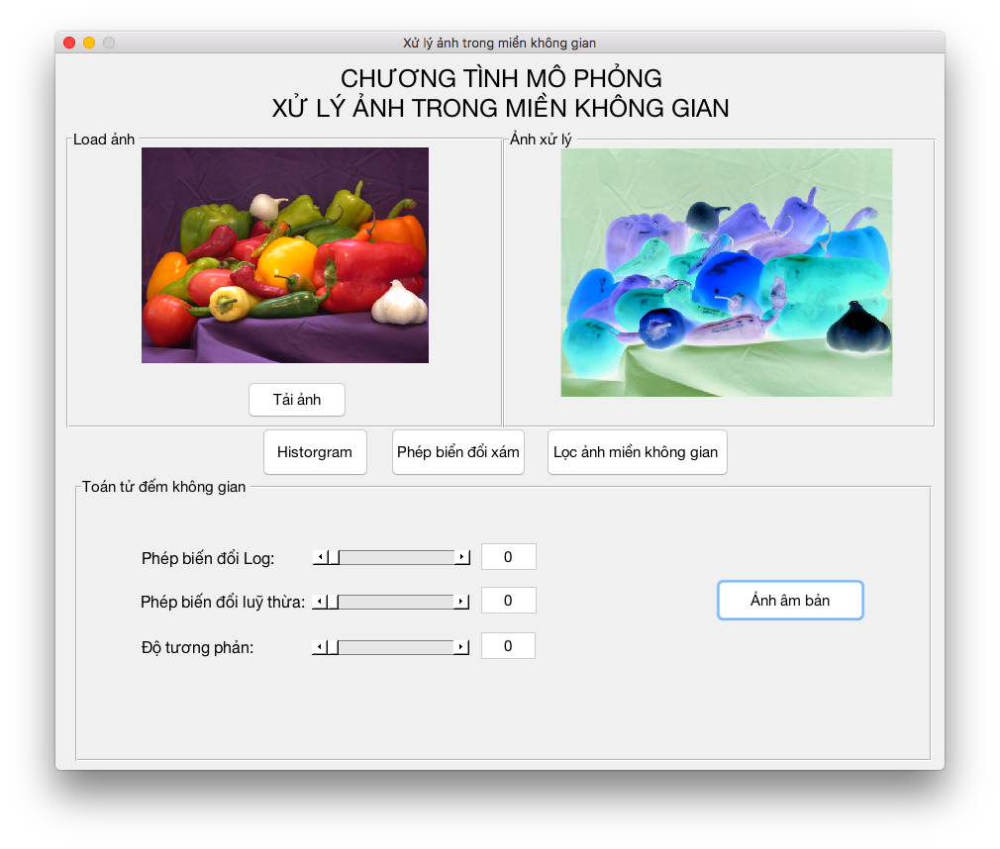 Xử lý ảnh trong miền không gian
CHƯƠNG TÌNH MÔ PHỎNG
XỬ LÝ ẢNH TRONG MIỀN KHÔNG GIAN
Load ảnh
Ảnh xử lý
Tải ảnh
Historgram
Phép biển đổi xám
Lọc ảnh miền không gian
Toán tử đếm không gian
Phép biến đổi Log:
0
Phép biến đổi luỹ thừa:
0
Độ tương phản:
0
Ảnh âm bản